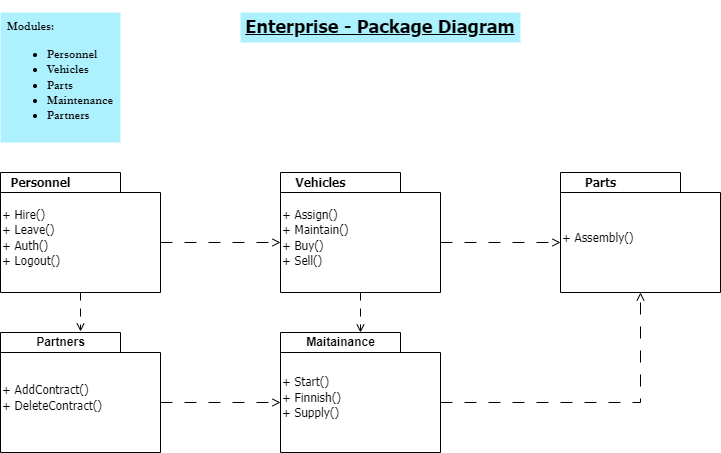 Enterprise - Package Diagram
Modules:
• Personnel
• Vehicles
• Parts
• Maintenance
• Partners
Personnel
+ Hire()
+ Leave()
+ Auth()
+ Logout()
Vehicles
+ Assign()
+ Maintain()
+ Buy()
+ Sell()
Parts
+ Assembly()
Partners
+ AddContract()
+ DeleteContract()
Maitainance
+ Start()
+ Finnish()
+ Supply()